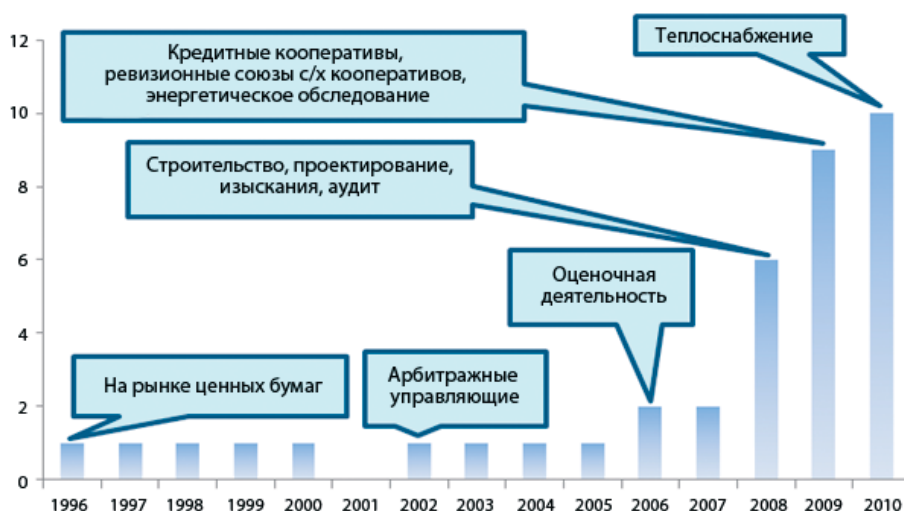 12
10
8
6
4
2
0
Кредитные кооперативы,
ревизионные союзы с/х кооперативов,
энергетическое обследование
Теплоснабжение
Строительство, проектирование,
изыскания, аудит
Оценочная
деятельность
На рынке ценных бумаг
Арбитражные
управляющие
1996 1997 1998 1999 2000 2001 2002 2003 2004 2005 2006 2007 2008 2009 2010